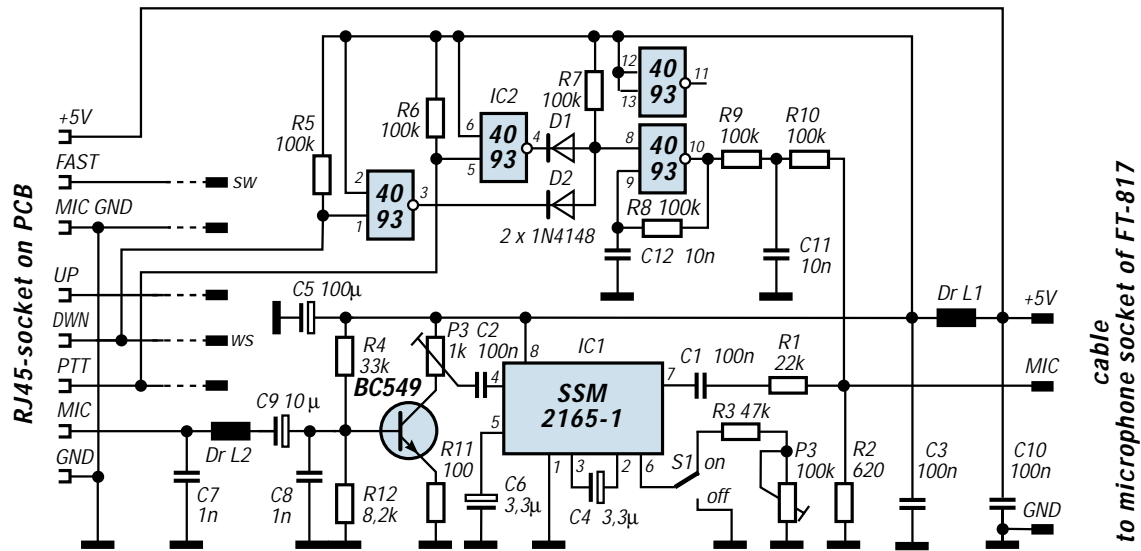 RJ45-socket on PCB
+5V
FAST
MIC GND
UP
DWN
PTT
MIC
GND
SW
WS
R5
100k
R6
100k
IC2
R7
100k
D1
D2
2 x 1N4148
2
1
40
93
3
6
5
40
93
4
12
13
40
93
11
8
9
40
93
10
R9
100k
R10
100k
R8 100k
C12 10n
C11
10n
Dr L1
C5 100µ
R4
33k
BC549
P3
1k
C2
100n
IC1
SSM
2165-1
8
4
5
7
1
3
2
6
C1 100n
R1
22k
R3 47k
S1
on
off
P3
100k
R2
620
C3
100n
C10
100n
C9 10 µ
Dr L2
C7
1n
C8
1n
R12
8,2k
R11
100
C6
3,3µ
C4 3,3µ
+5V
MIC
GND
cable
to microphone socket of FT-817